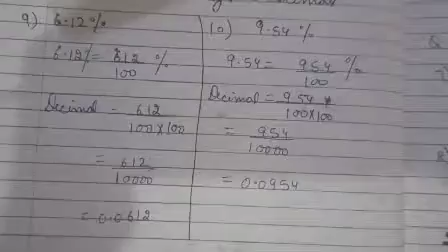 9) 6.12%
6.12% = 612/100 %
Decimal = 612/100×100
= 612/10000
= 0.0612
10) 9.54%
9.54 = 954/100 %
Decimal = 954/100×100
= 954/10000
= 0.0954